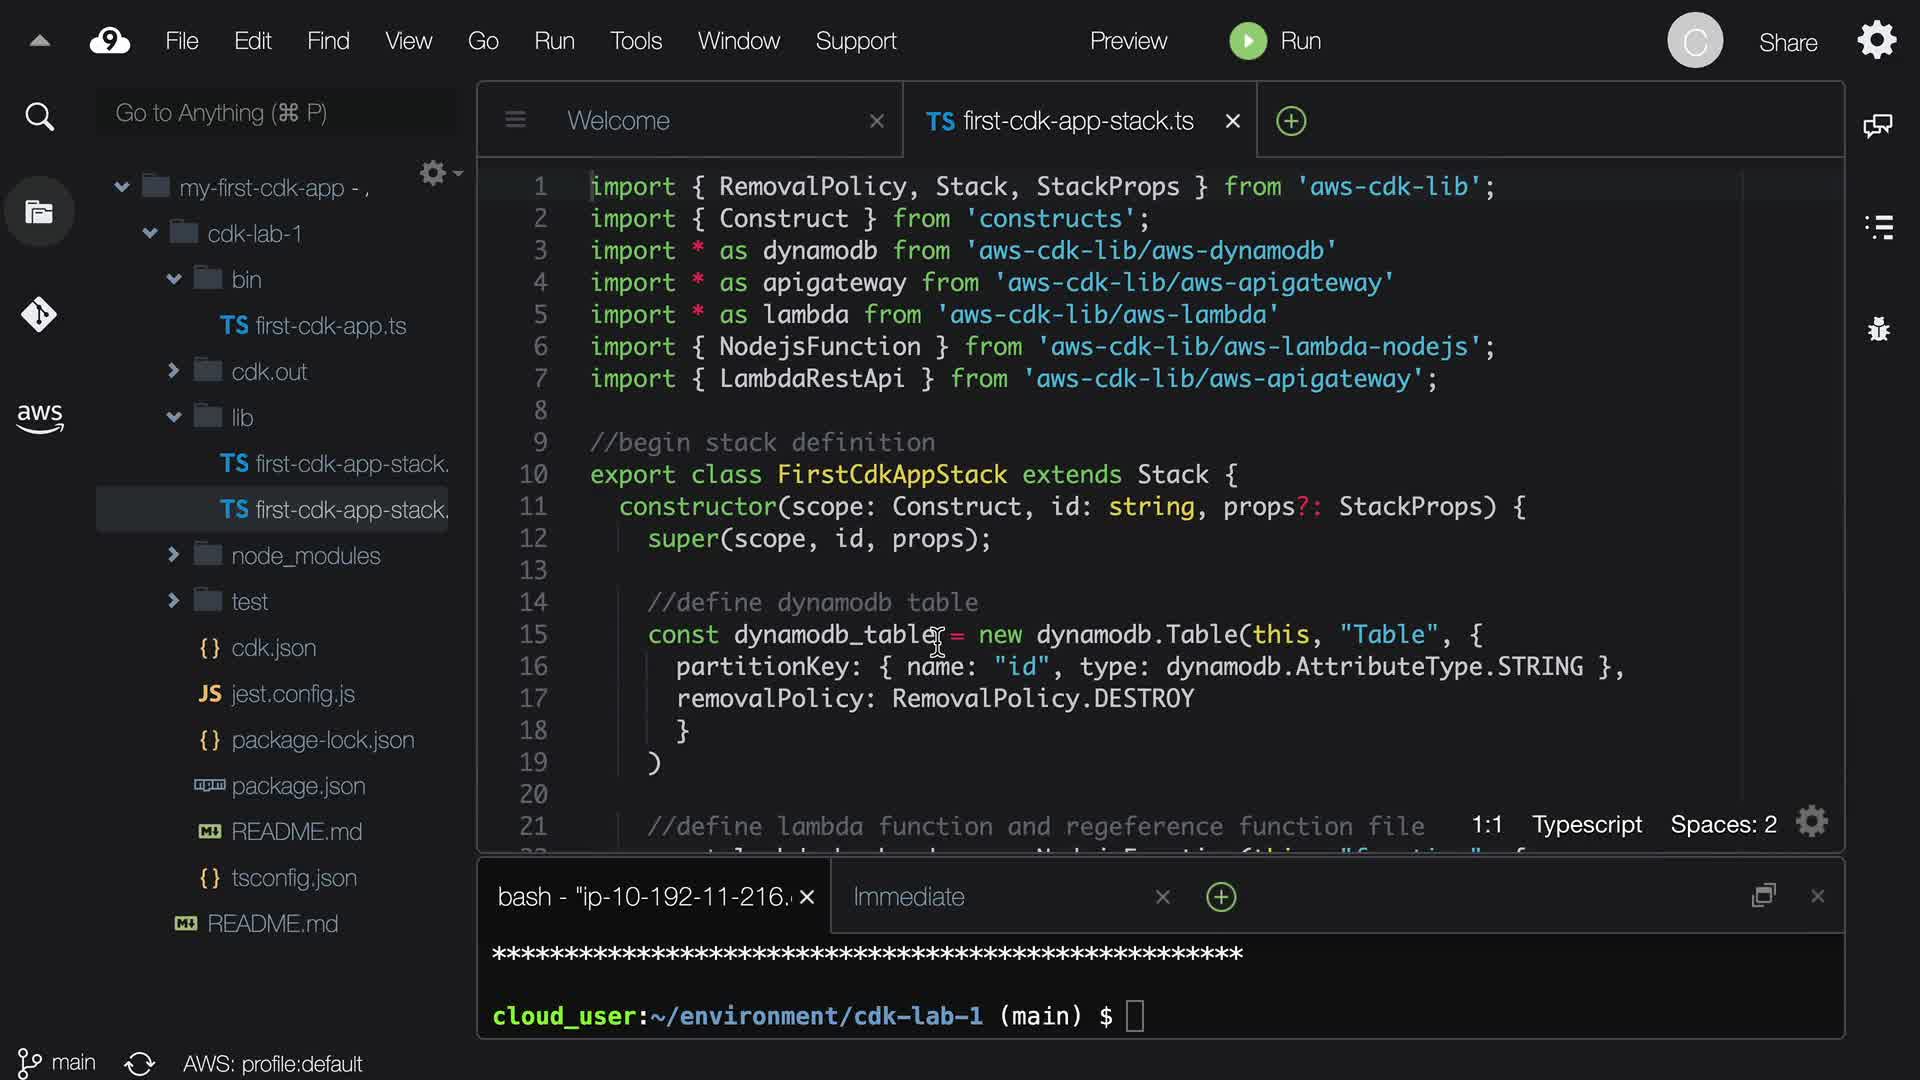 9 File Edit Find View Go Run Tools Window Support Preview Run C Share
Go to Anything (⌘ P)
my-first-cdk-app - 
cdk-lab-1
bin
TS first-cdk-app.ts
cdk.out
lib
TS first-cdk-app-stack.
TS first-cdk-app-stack.
node_modules
test
{} cdk.json
JS jest.config.js
{} package-lock.json
package.json
README.md
{} tsconfig.json
README.md
aws
Welcome
TS first-cdk-app-stack.ts
1 import { RemovalPolicy, Stack, StackProps } from 'aws-cdk-lib';
2 import { Construct } from 'constructs';
3 import * as dynamodb from 'aws-cdk-lib/aws-dynamodb'
4 import * as apigateway from 'aws-cdk-lib/aws-apigateway'
5 import * as lambda from 'aws-cdk-lib/aws-lambda'
6 import { NodejsFunction } from 'aws-cdk-lib/aws-lambda-nodejs';
7 import { LambdaRestApi } from 'aws-cdk-lib/aws-apigateway';
8
9 //begin stack definition
10 export class FirstCdkAppStack extends Stack {
11 constructor(scope: Construct, id: string, props?: StackProps) {
12 super(scope, id, props);
13
14 //define dynamodb table
15 const dynamodb_table = new dynamodb.Table(this, "Table", {
16 partitionKey: { name: "id", type: dynamodb.AttributeType.STRING },
17 removalPolicy: RemovalPolicy.DESTROY
18 }
19 )
20
21 //define lambda function and regeference function file
1:1 Typescript Spaces: 2
bash - "ip-10-192-11-216.
Immediate
****************************************************
cloud_user:~/environment/cdk-lab-1 (main) $
main AWS: profile:default